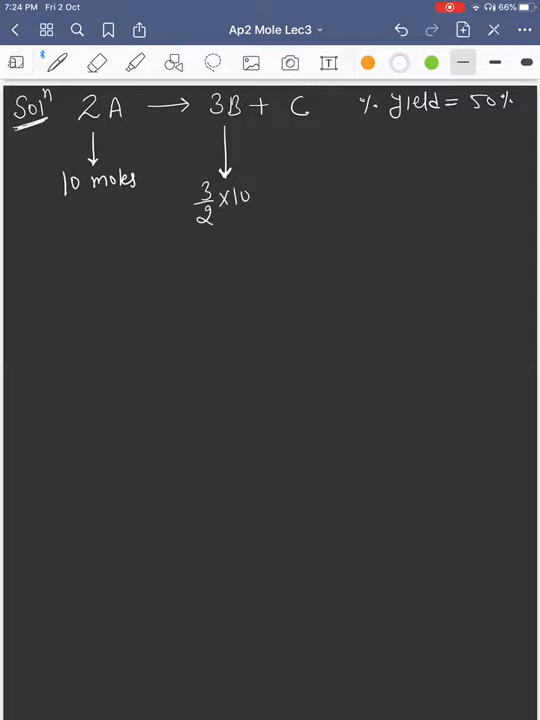 7:24 PM Fri 2 Oct 66%
Ap2 Mole Lec3
Solⁿ 2A → 3B + C % yield = 50%
10 moles
3/2 × 10